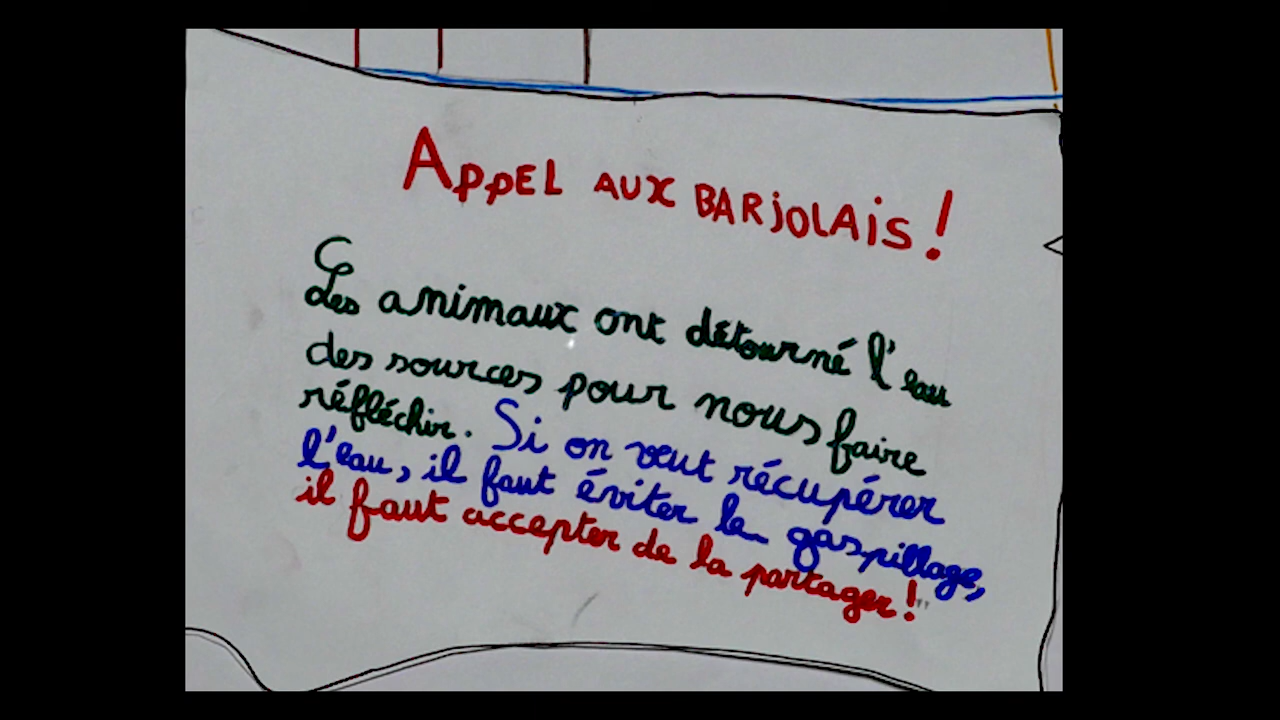 Appel aux Barjolais !
Les animaux ont détourné l'eau
des sources pour nous faire
réfléchir. Si on veut récupérer
l'eau, il faut éviter le gaspillage,
il faut accepter de la partager ! "